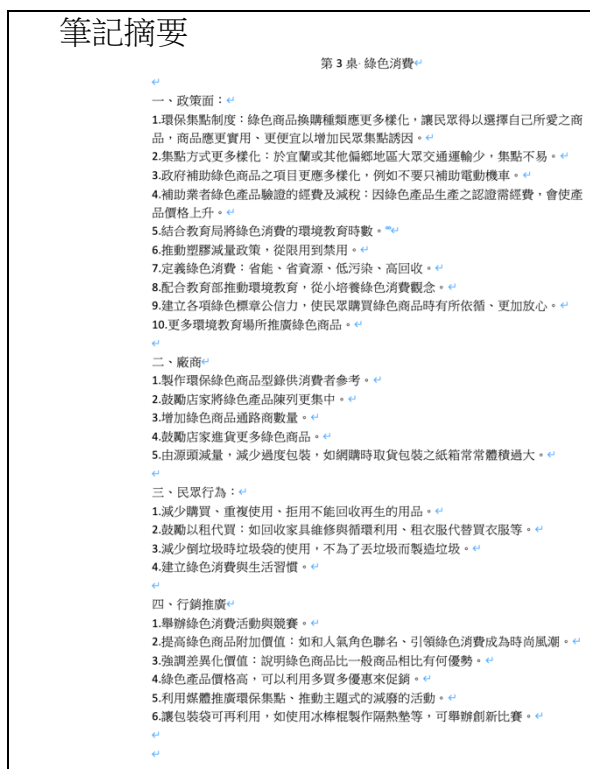 筆記摘要
第 3 桌- 綠色消費
一、政策面：
1.環保集點制度：綠色商品換購種類應更多樣化，讓民眾得以選擇自己所愛之商
品，商品應更實用、更便宜以增加民眾集點誘因。
2.集點方式更多樣化：於宜蘭或其他偏鄉地區大眾交通運輸少，集點不易。
3.政府補助綠色商品之項目更應多樣化，例如不要只補助電動機車。
4.補助業者綠色產品驗證的經費及減稅：因綠色產品生產之認證需經費，會使產
品價格上升。
5.結合教育局將綠色消費的環境教育時數。
6.推動塑膠減量政策，從限用到禁用。
7.定義綠色消費：省能、省資源、低污染、高回收。
8.配合教育部推動環境教育，從小培養綠色消費觀念。
9.建立各項綠色標章公信力，使民眾購買綠色商品時有所依循、更加放心。
10.更多環境教育場所推廣綠色商品。
二、廠商
1.製作環保綠色商品型錄供消費者參考。
2.鼓勵店家將綠色產品陳列更集中。
3.增加綠色商品通路商數量。
4.鼓勵店家進貨更多綠色商品。
5.由源頭減量，減少過度包裝，如網購時取貨包裝之紙箱常常體積過大。
三、民眾行為：
1.減少購買、重複使用、拒用不能回收再生的用品。
2.鼓勵以租代買：如回收家具維修與循環利用、租衣服代替買衣服等。
3.減少倒垃圾時垃圾袋的使用，不為了丟垃圾而製造垃圾。
4.建立綠色消費與生活習慣。
四、行銷推廣
1.舉辦綠色消費活動與競賽。
2.提高綠色商品附加價值：如和人氣角色聯名、引領綠色消費成為時尚風潮。
3.強調差異化價值：說明綠色商品比一般商品相比有何優勢。
4.綠色產品價格高，可以利用多買多優惠來促銷。
5.利用媒體推廣環保集點、推動主題式的減廢的活動。
6.讓包裝袋可再利用，如使用冰棒棍製作隔熱墊等，可舉辦創新比賽。